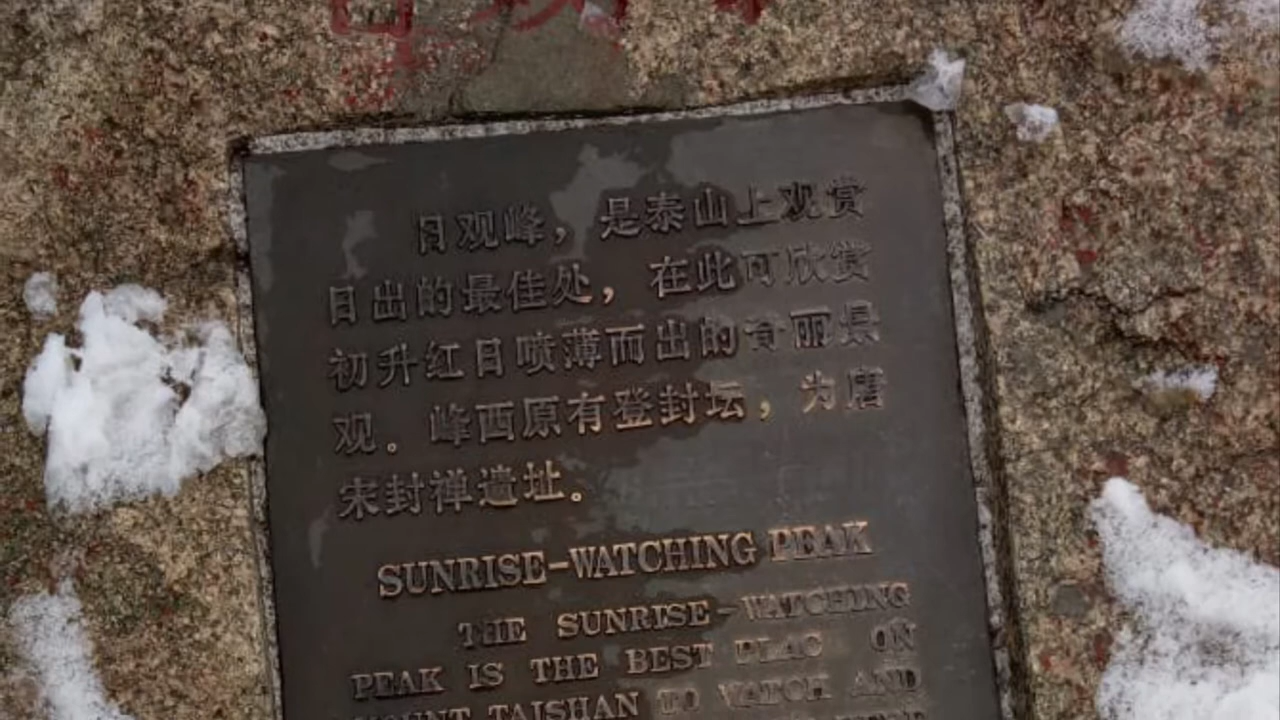 日观峰，是泰山上观赏
日出的最佳处，在此可欣赏
初升红日喷薄而出的奇丽景
观。峰西原有登封坛，为唐
宋封禅遗址。
SUNRISE-WATCHING PEAK
THE SUNRISE-WATCHING
PEAK IS THE BEST PLAC ON
MOUNT TAISHAN TO WATCH AND